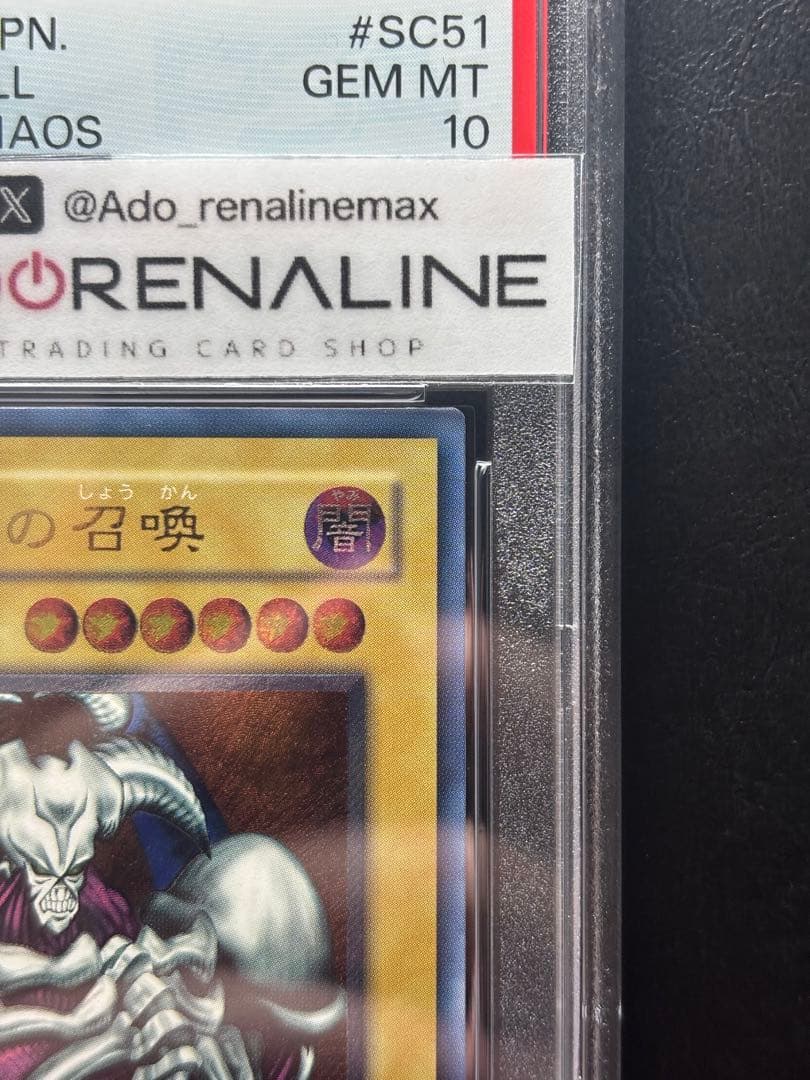 PN. #SC51
LL GEM MT
HAOS 10
X @Ado_renalinemax
ORENALINE
TRADING CARD SHOP
しょう かん やみ
の召喚 闇